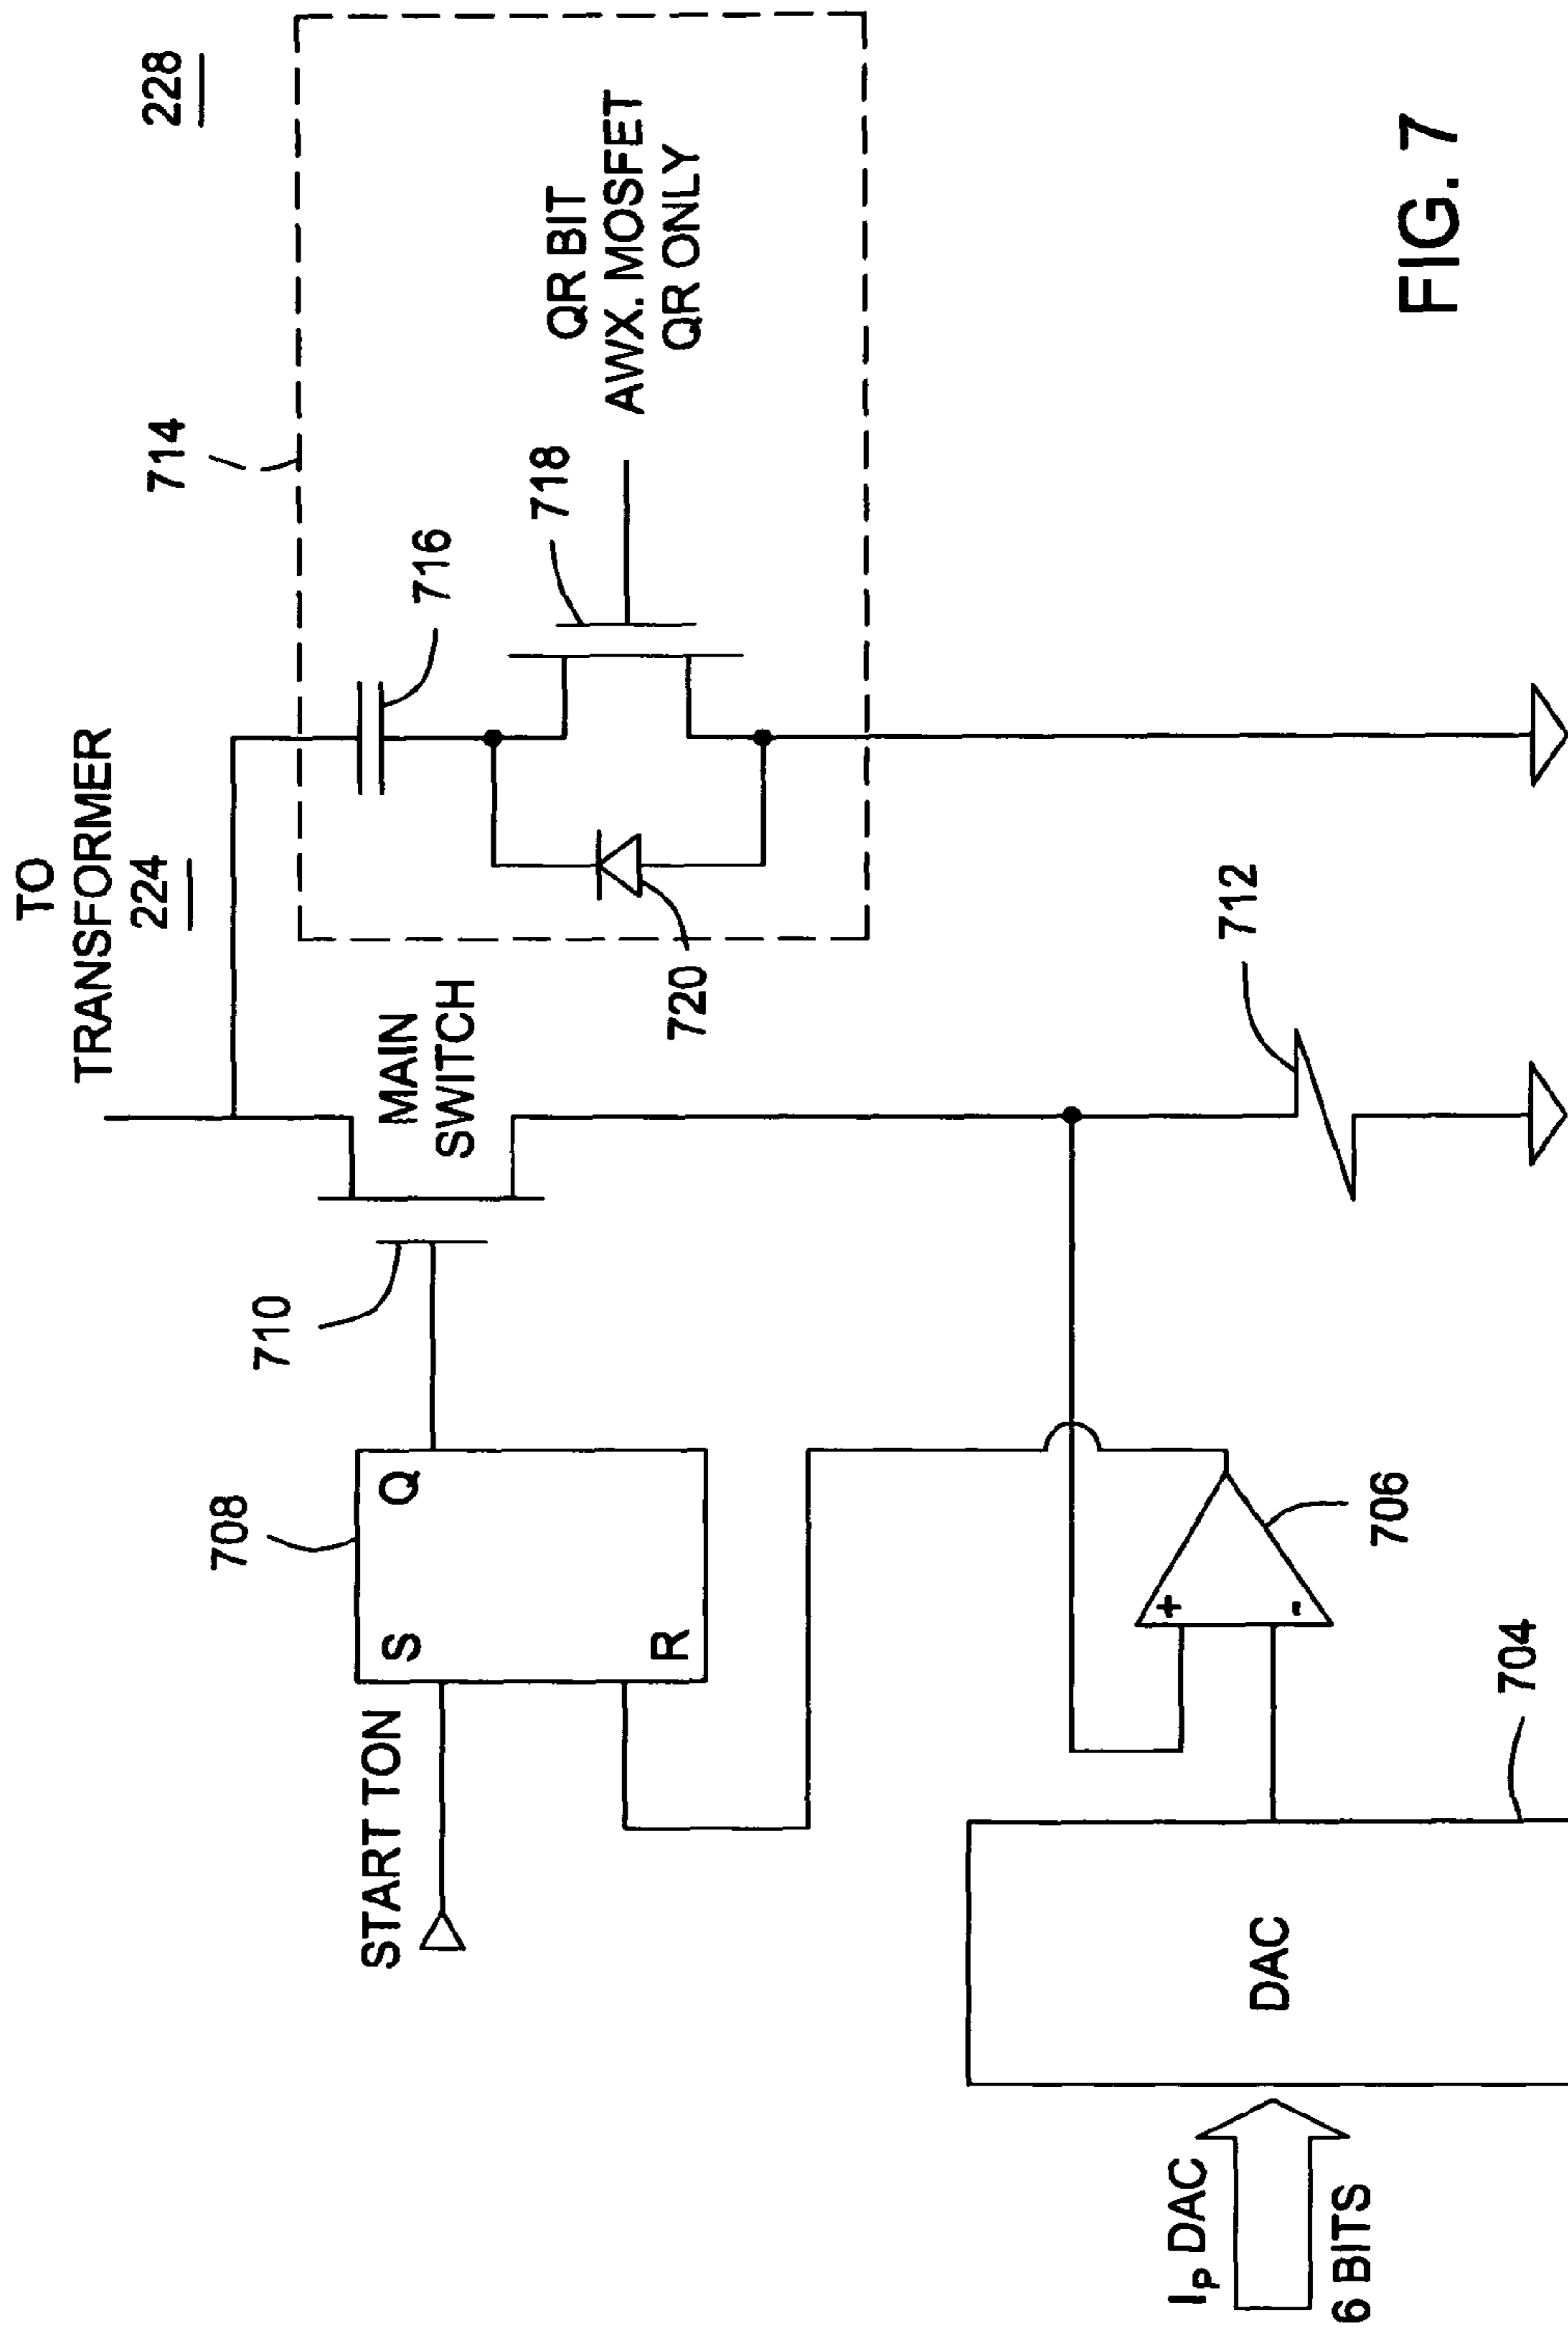 228
714
TO
TRANSFORMER
224
716
718
QR BIT
AWX. MOSFET
QR ONLY
720
MAIN
SWITCH
710
708
START TON
S
Q
R
712
706
+
-
704
DAC
IP DAC
6 BITS
FIG. 7